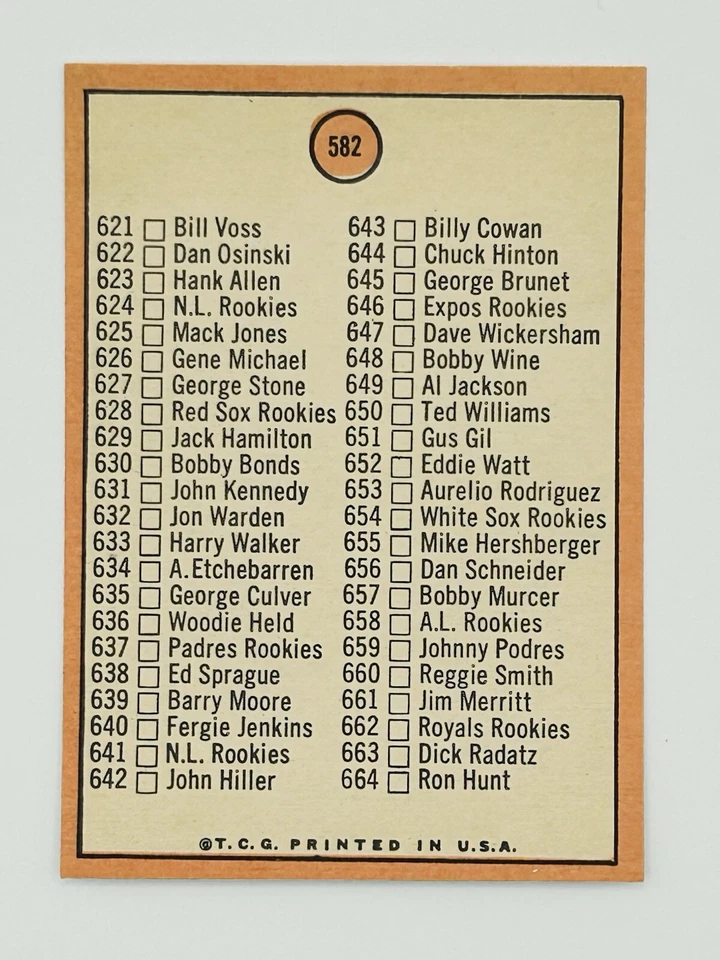 582
621 Bill Voss
622 Dan Osinski
623 Hank Allen
624 N.L. Rookies
625 Mack Jones
626 Gene Michael
627 George Stone
628 Red Sox Rookies
629 Jack Hamilton
630 Bobby Bonds
631 John Kennedy
632 Jon Warden
633 Harry Walker
634 A.Etchebarren
635 George Culver
636 Woodie Held
637 Padres Rookies
638 Ed Sprague
639 Barry Moore
640 Fergie Jenkins
641 N.L. Rookies
642 John Hiller
643 Billy Cowan
644 Chuck Hinton
645 George Brunet
646 Expos Rookies
647 Dave Wickersham
648 Bobby Wine
649 Al Jackson
650 Ted Williams
651 Gus Gil
652 Eddie Watt
653 Aurelio Rodriguez
654 White Sox Rookies
655 Mike Hershberger
656 Dan Schneider
657 Bobby Murcer
658 A.L. Rookies
659 Johnny Podres
660 Reggie Smith
661 Jim Merritt
662 Royals Rookies
663 Dick Radatz
664 Ron Hunt
©T.C.G. PRINTED IN U.S.A.